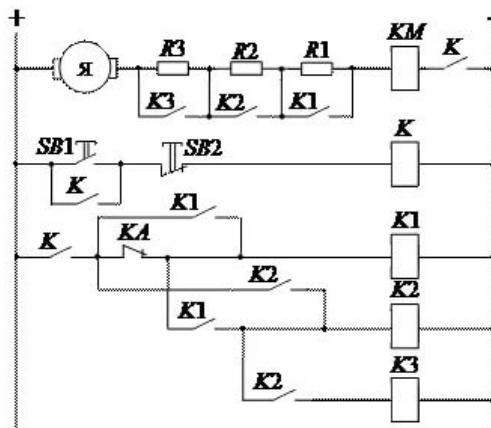 + -
R3 R2 R1 KM K
Я
K3 K2 K1
SB1 SB2 K
K
K1 K1
K KA
K2 K2
K1
K3
K2